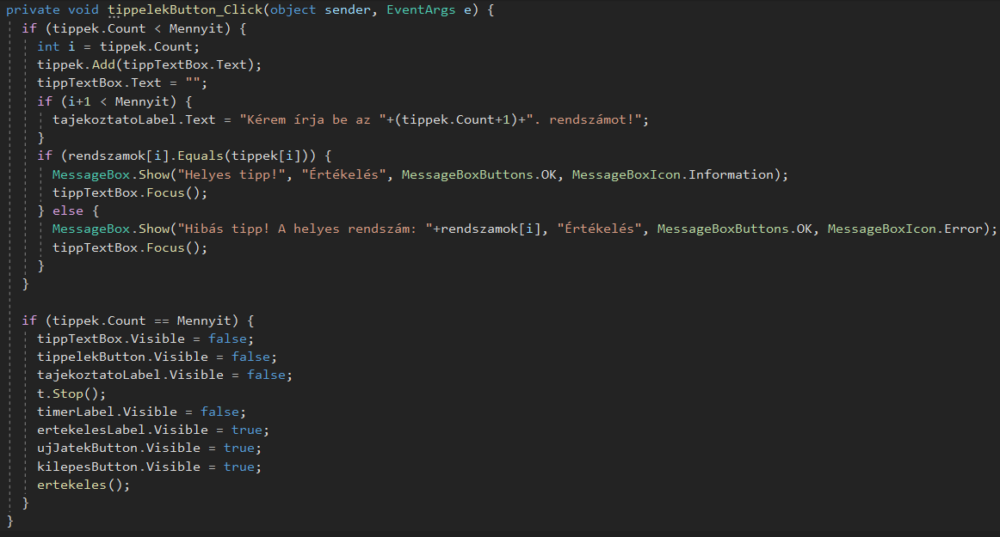 private void tippelekButton_Click(object sender, EventArgs e) {
if (tippek.Count < Mennyit) {
int i = tippek.Count;
tippek.Add(tippTextBox.Text);
tippTextBox.Text = "";
if (i+1 < Mennyit) {
tajekoztatoLabel.Text = "Kérem írja be az "+(tippek.Count+1)+". rendszámot!";
}
if (rendszamok[i].Equals(tippek[i])) {
MessageBox.Show("Helyes tipp!", "Értékelés", MessageBoxButtons.OK, MessageBoxIcon.Information);
tippTextBox.Focus();
} else {
MessageBox.Show("Hibás tipp! A helyes rendszám: "+rendszamok[i], "Értékelés", MessageBoxButtons.OK, MessageBoxIcon.Error);
tippTextBox.Focus();
}
}
if (tippek.Count == Mennyit) {
tippTextBox.Visible = false;
tippelekButton.Visible = false;
tajekoztatoLabel.Visible = false;
t.Stop();
timerLabel.Visible = false;
ertekelesLabel.Visible = true;
ujJatekButton.Visible = true;
kilepesButton.Visible = true;
ertekeles();
}
}